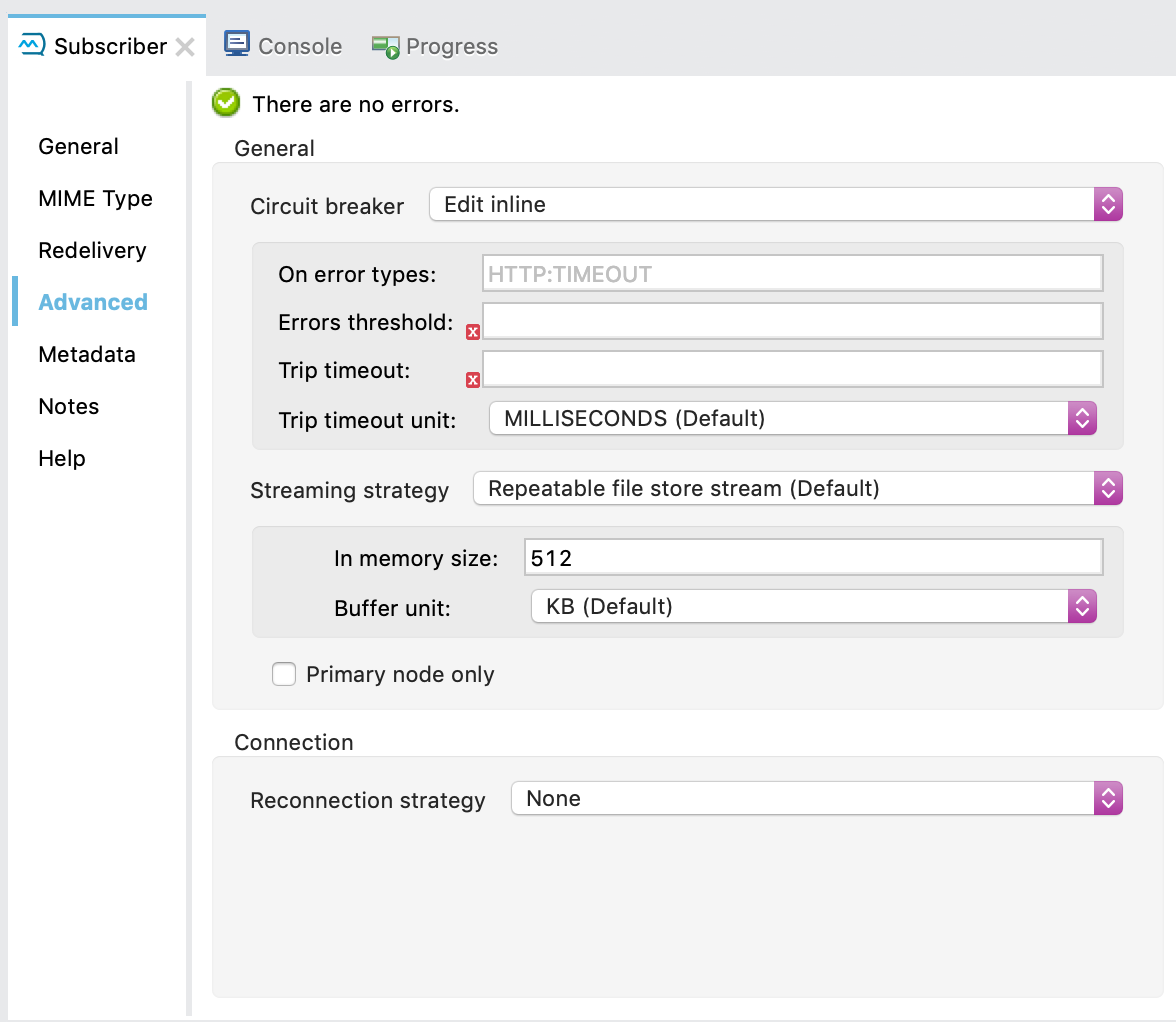 Subscriber
Console
Progress
There are no errors.
General
MIME Type
Redelivery
Advanced
Metadata
Notes
Help
General
Circuit breaker Edit inline
On error types: HTTP:TIMEOUT
Errors threshold:
Trip timeout:
Trip timeout unit: MILLISECONDS (Default)
Streaming strategy Repeatable file store stream (Default)
In memory size: 512
Buffer unit: KB (Default)
Primary node only
Connection
Reconnection strategy None